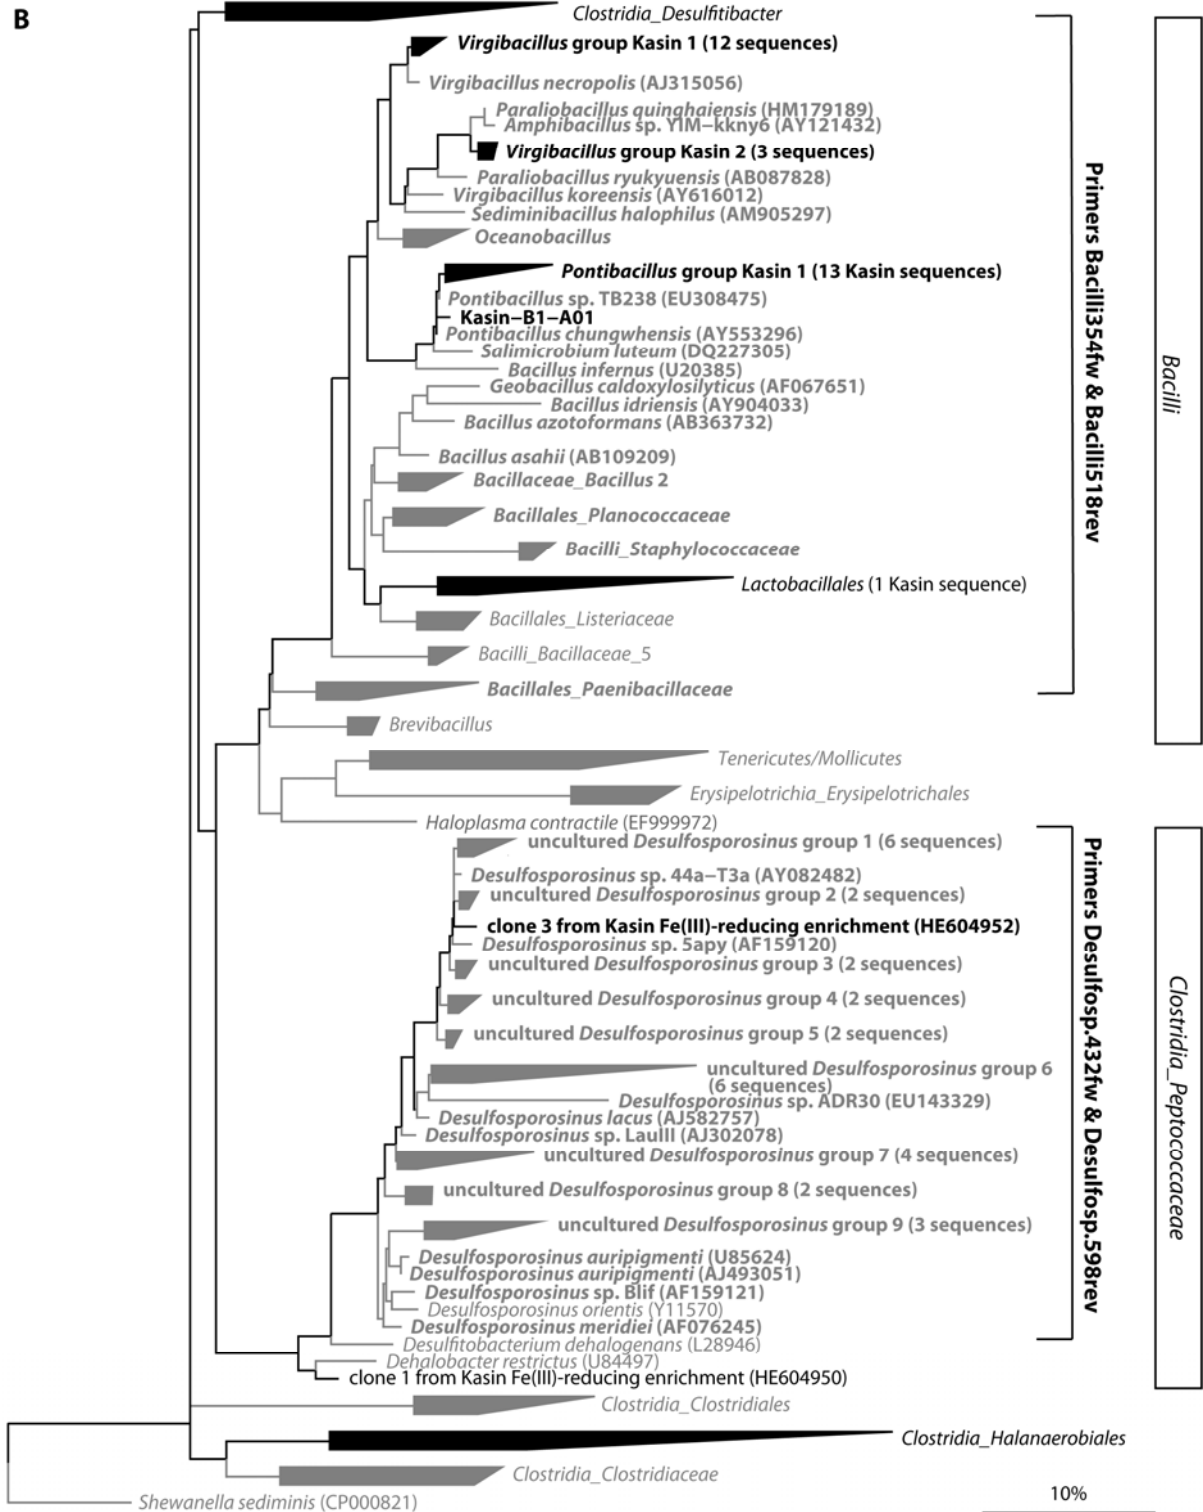 B
Clostridia_Desulfitibacter
Virgibacillus group Kasin 1 (12 sequences)
Virgibacillus necropolis (AJ315056)
Paraliobacillus quinghaiensis (HM179189)
Amphibacillus sp. YIM−kkny6 (AY121432)
Virgibacillus group Kasin 2 (3 sequences)
Paraliobacillus ryukyuensis (AB087828)
Virgibacillus koreensis (AY616012)
Sediminibacillus halophilus (AM905297)
Oceanobacillus
Pontibacillus group Kasin 1 (13 Kasin sequences)
Pontibacillus sp. TB238 (EU308475)
Kasin−B1−A01
Pontibacillus chungwhensis (AY553296)
Salimicrobium luteum (DQ227305)
Bacillus infernus (U20385)
Geobacillus caldoxylosilyticus (AF067651)
Bacillus idriensis (AY904033)
Bacillus azotoformans (AB363732)
Bacillus asahii (AB109209)
Bacillaceae_Bacillus 2
Bacillales_Planococcaceae
Bacilli_Staphylococcaceae
Lactobacillales (1 Kasin sequence)
Bacillales_Listeriaceae
Bacilli_Bacillaceae_5
Bacillales_Paenibacillaceae
Brevibacillus
Primers Bacilli354fw & Bacilli518rev
Bacilli
Tenericutes/Mollicutes
Erysipelotrichia_Erysipelotrichales
Haloplasma contractile (EF999972)
uncultured Desulfosporosinus group 1 (6 sequences)
Desulfosporosinus sp. 44a−T3a (AY082482)
uncultured Desulfosporosinus group 2 (2 sequences)
clone 3 from Kasin Fe(III)-reducing enrichment (HE604952)
Desulfosporosinus sp. 5apy (AF159120)
uncultured Desulfosporosinus group 3 (2 sequences)
uncultured Desulfosporosinus group 4 (2 sequences)
uncultured Desulfosporosinus group 5 (2 sequences)
uncultured Desulfosporosinus group 6
(6 sequences)
Desulfosporosinus sp. ADR30 (EU143329)
Desulfosporosinus lacus (AJ582757)
Desulfosporosinus sp. LauIII (AJ302078)
uncultured Desulfosporosinus group 7 (4 sequences)
uncultured Desulfosporosinus group 8 (2 sequences)
uncultured Desulfosporosinus group 9 (3 sequences)
Desulfosporosinus auripigmenti (U85624)
Desulfosporosinus auripigmenti (AJ493051)
Desulfosporosinus sp. Blif (AF159121)
Desulfosporosinus orientis (Y11570)
Desulfosporosinus meridiei (AF076245)
Desulfitobacterium dehalogenans (L28946)
Dehalobacter restrictus (U84497)
clone 1 from Kasin Fe(III)-reducing enrichment (HE604950)
Primers Desulfosp.432fw & Desulfosp.598rev
Clostridia_Peptococcaceae
Clostridia_Clostridiales
Clostridia_Halanaerobiales
Clostridia_Clostridiaceae
Shewanella sediminis (CP000821)
10%